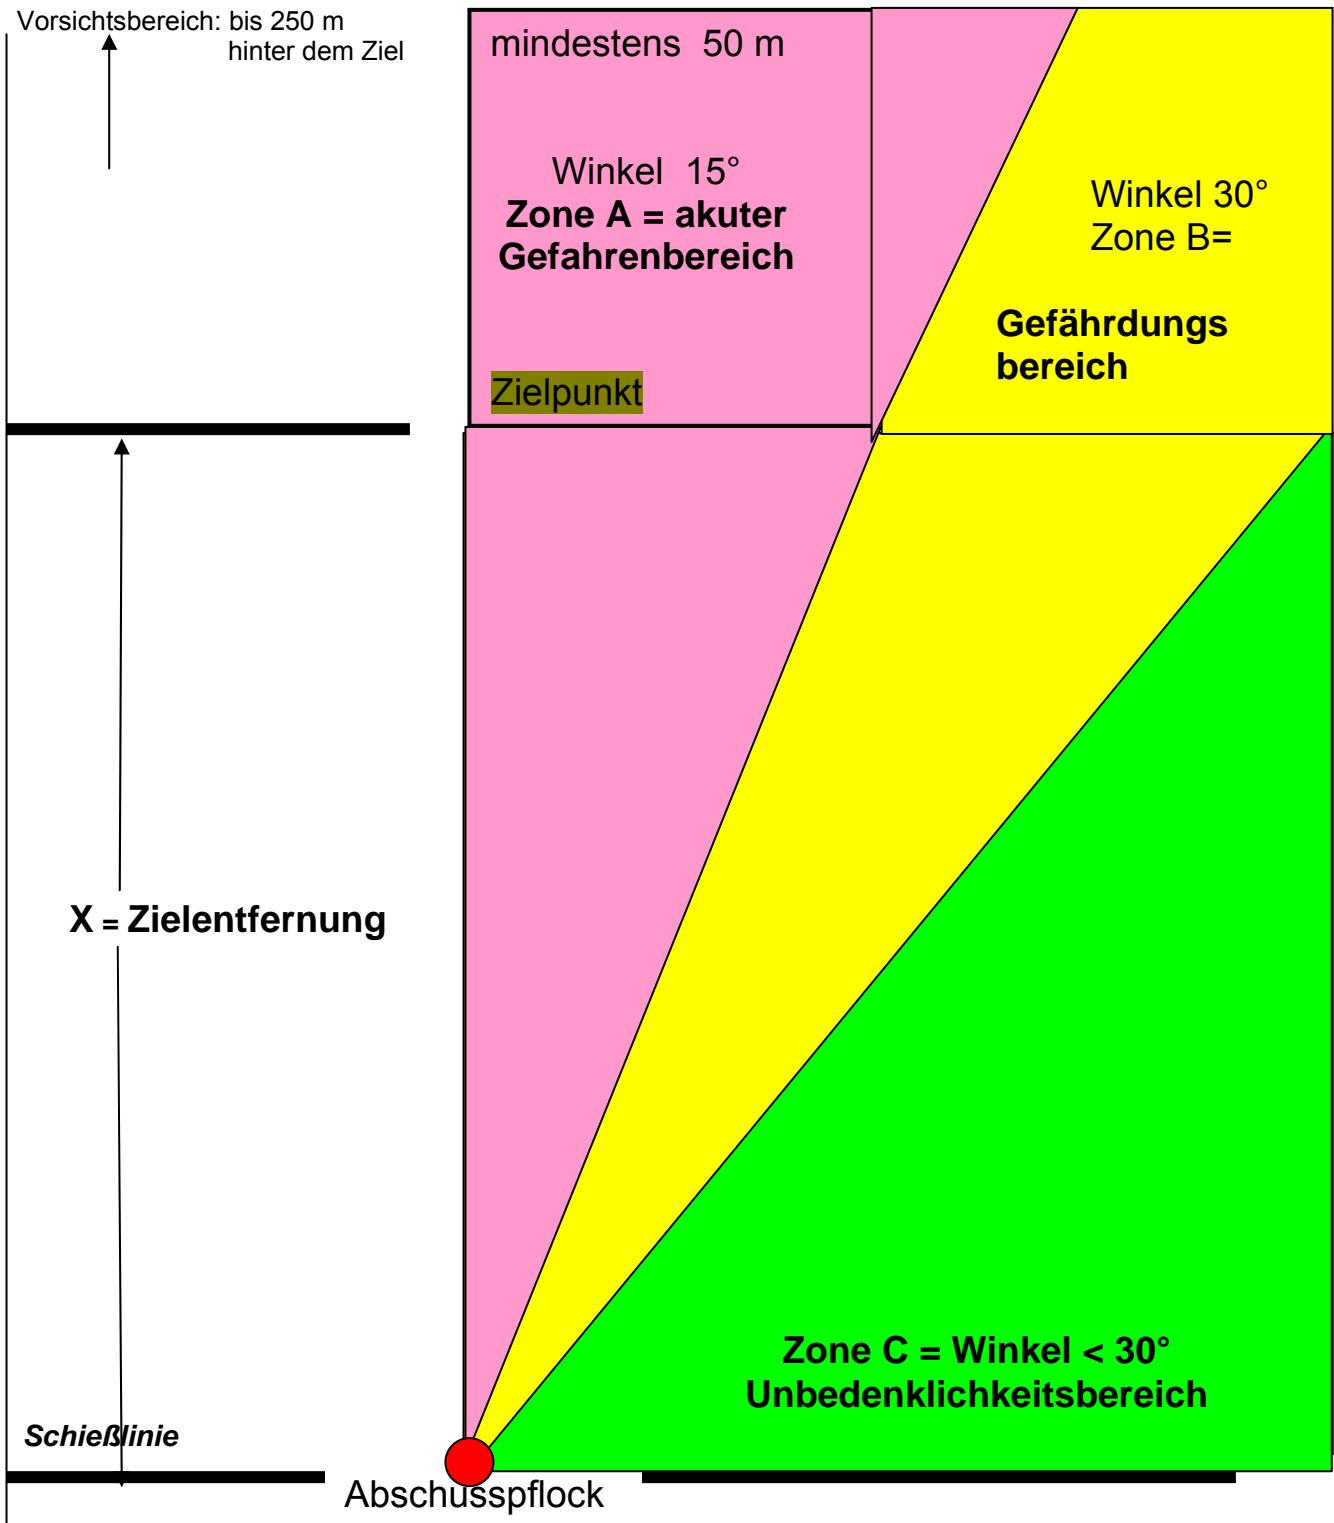 Vorsichtsbereich: bis 250 m
hinter dem Ziel
mindestens 50 m
Winkel 15°
Zone A = akuter
Gefahrenbereich
Winkel 30°
Zone B=
Gefährdungs
bereich
Zielpunkt
X = Zielentfernung
Zone C = Winkel < 30°
Unbedenklichkeitsbereich
Schießlinie
Abschusspflock